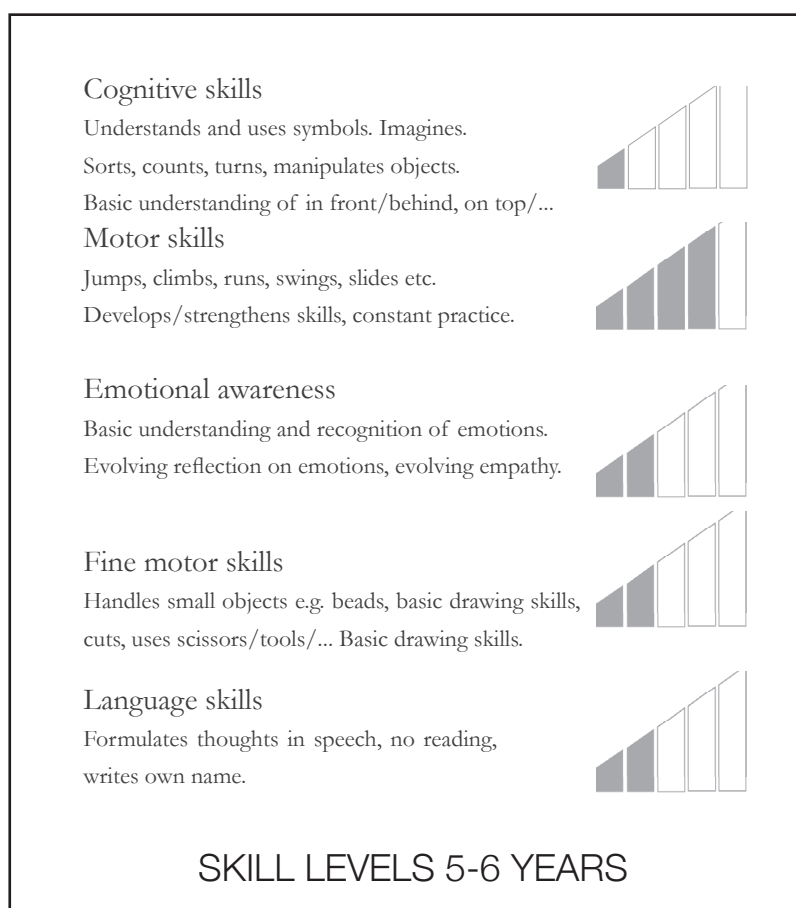 Cognitive skills
Understands and uses symbols. Imagines.
Sorts, counts, turns, manipulates objects.
Basic understanding of in front/behind, on top/...
Motor skills
Jumps, climbs, runs, swings, slides etc.
Develops/strengthens skills, constant practice.
Emotional awareness
Basic understanding and recognition of emotions.
Evolving reflection on emotions, evolving empathy.
Fine motor skills
Handles small objects e.g. beads, basic drawing skills,
cuts, uses scissors/tools/... Basic drawing skills.
Language skills
Formulates thoughts in speech, no reading,
writes own name.
SKILL LEVELS 5-6 YEARS